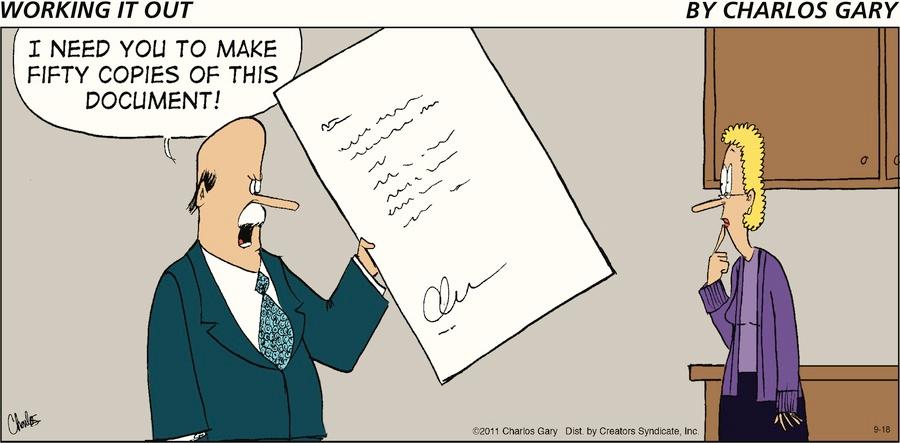 WORKING IT OUT
BY CHARLOS GARY
I NEED YOU TO MAKE
FIFTY COPIES OF THIS
DOCUMENT!
Charlos
©2011 Charlos Gary Dist. by Creators Syndicate, Inc.
9-18